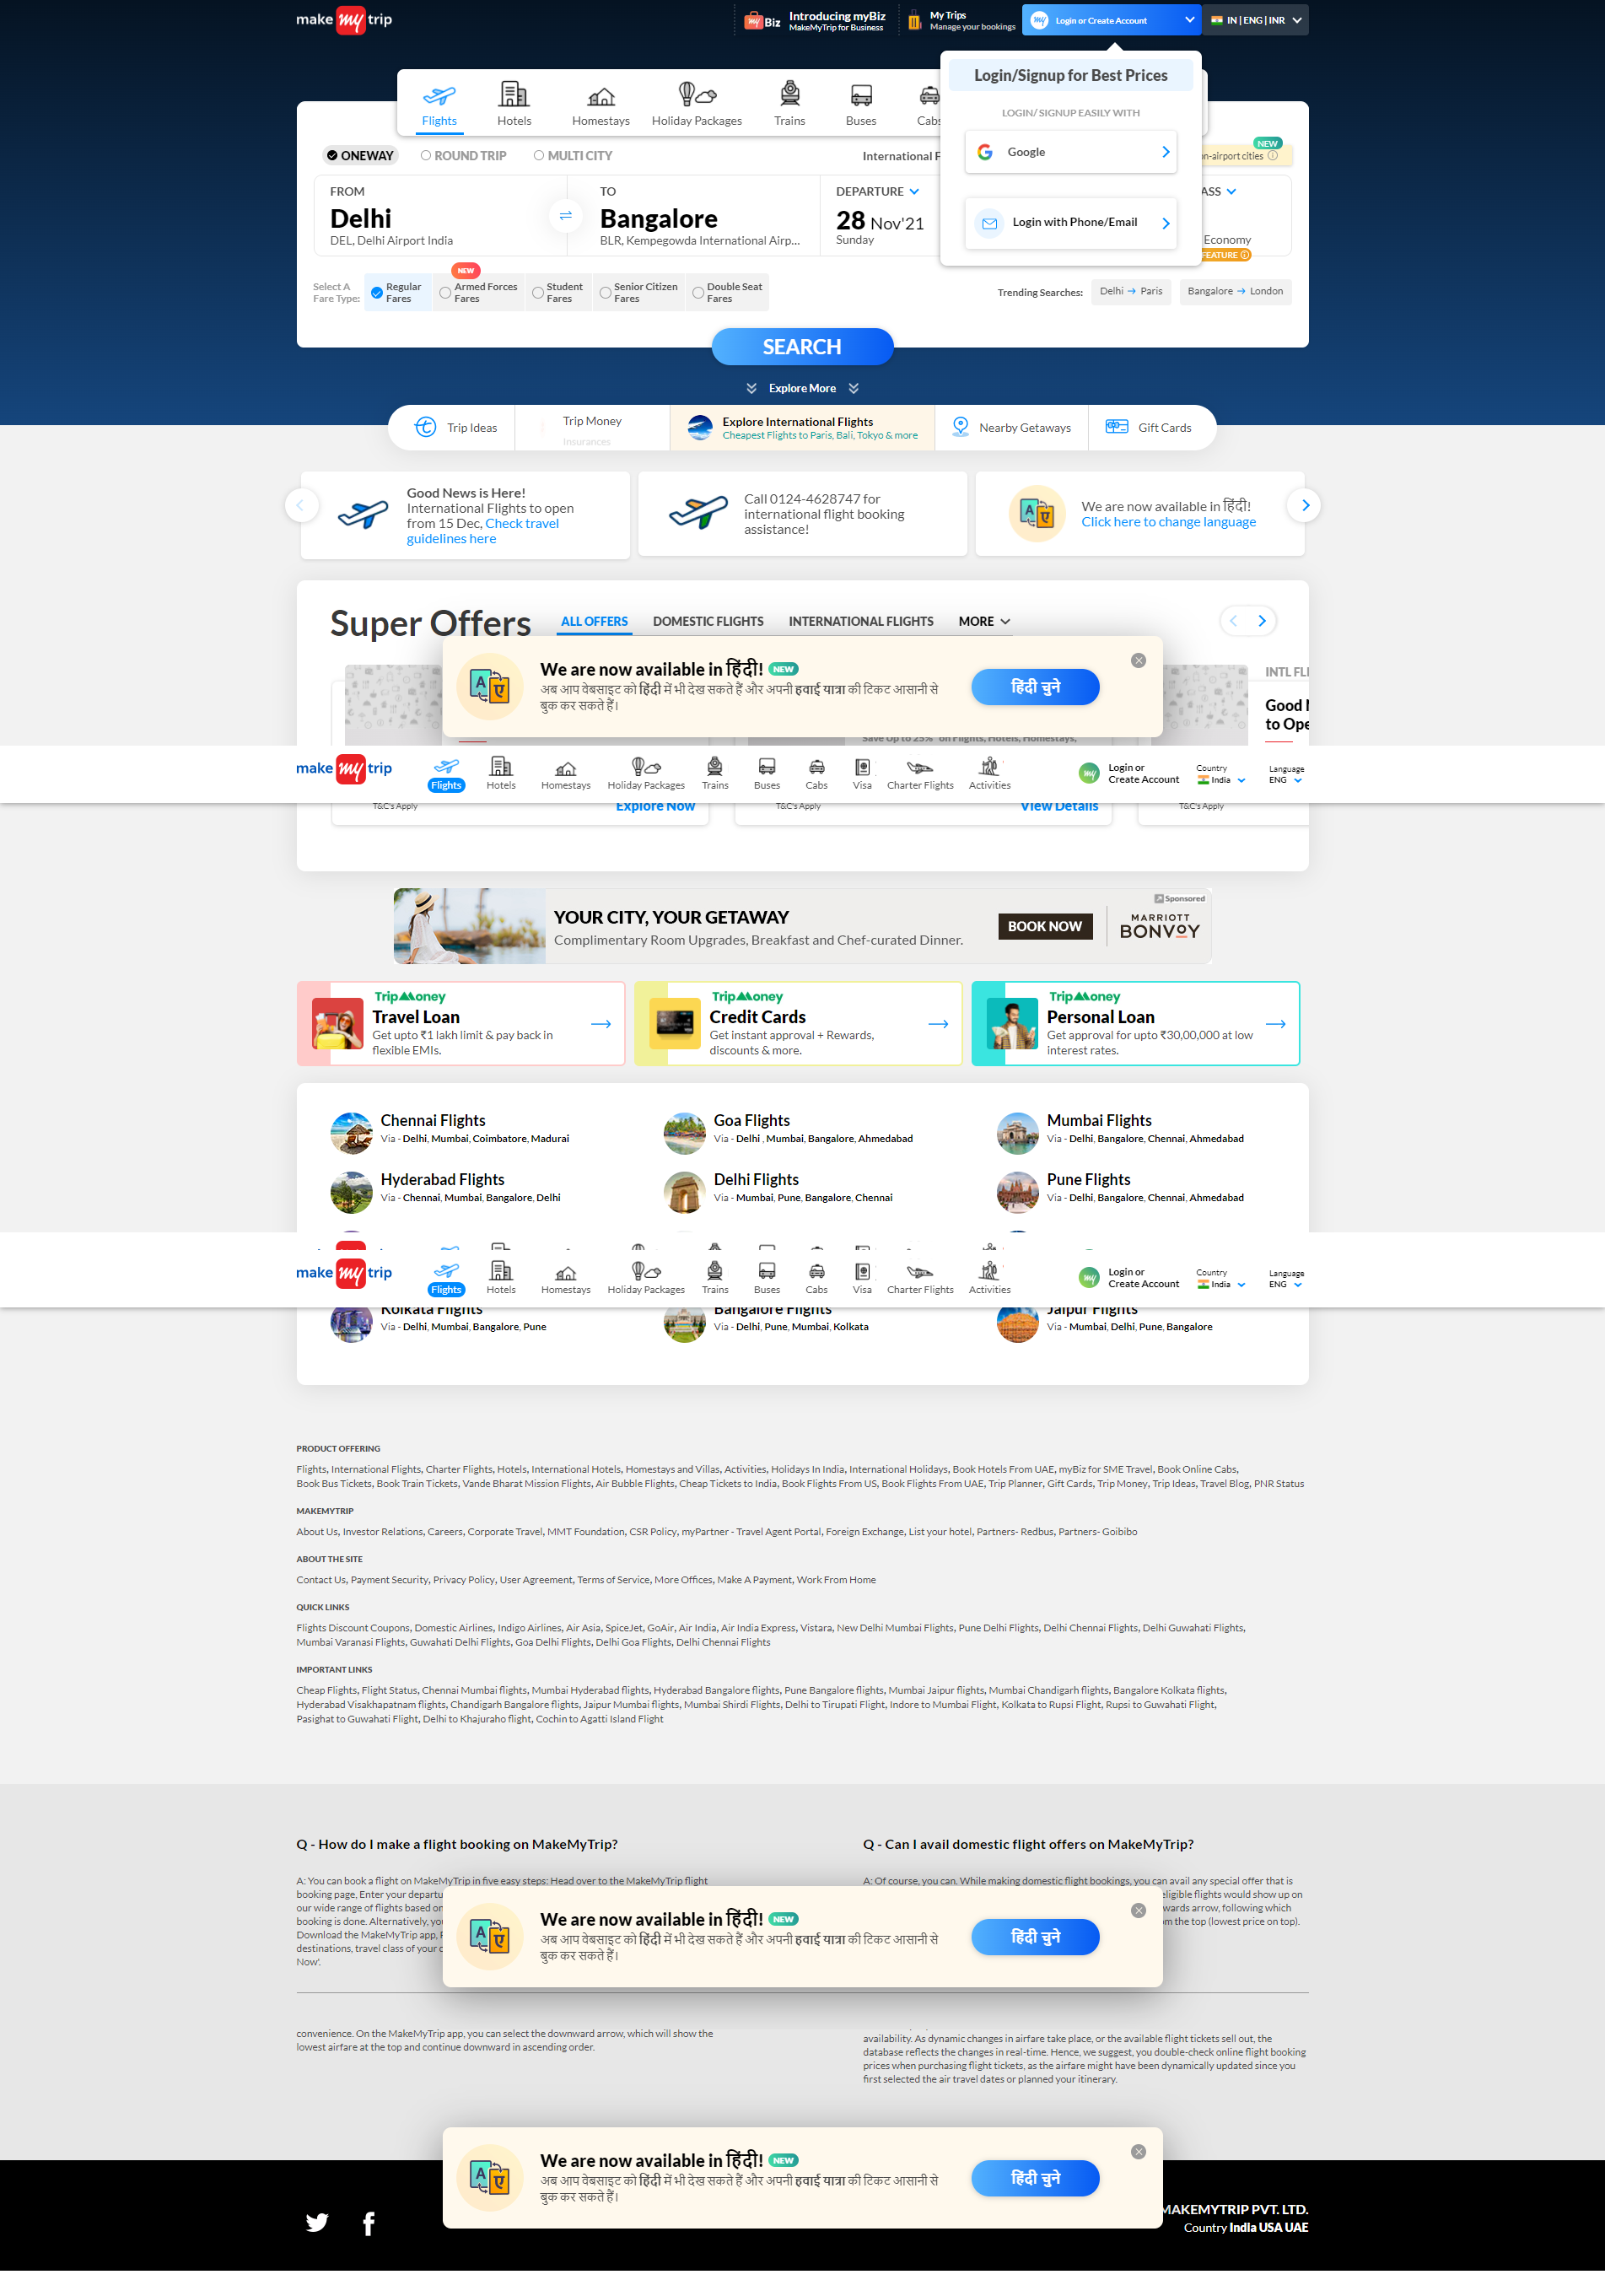 make my trip
my Biz
Introducing myBiz
MakeMyTrip for Business
My Trips
Manage your bookings
my Login or Create Account
IN | ENG | INR
Login/Signup for Best Prices
LOGIN/ SIGNUP EASILY WITH
Google
Login with Phone/Email
Flights
Hotels
Homestays
Holiday Packages
Trains
Buses
Cabs
ONEWAY
ROUND TRIP
MULTI CITY
International F
NEW
n-airport cities
FROM
Delhi
DEL, Delhi Airport India
TO
Bangalore
BLR, Kempegowda International Airp...
DEPARTURE
28 Nov'21
Sunday
ASS
Economy
FEATURE
Select A
Fare Type:
Regular
Fares
NEW
Armed Forces
Fares
Student
Fares
Senior Citizen
Fares
Double Seat
Fares
Trending Searches:
Delhi → Paris
Bangalore → London
SEARCH
Explore More
Trip Ideas
Trip Money
Insurances
Explore International Flights
Cheapest Flights to Paris, Bali, Tokyo & more
Nearby Getaways
Gift Cards
Good News is Here!
International Flights to open
from 15 Dec, Check travel
guidelines here
Call 0124-4628747 for
international flight booking
assistance!
We are now available in हिंदी!
Click here to change language
Super Offers
ALL OFFERS
DOMESTIC FLIGHTS
INTERNATIONAL FLIGHTS
MORE
We are now available in हिंदी! NEW
अब आप वेबसाइट को हिंदी में भी देख सकते हैं और अपनी हवाई यात्रा की टिकट आसानी से
बुक कर सकते हैं।
हिंदी चुने
INTL FLI
Good
to Ope
Save Up to 25%* on Flights, Hotels, Homestays,
make my trip
Flights
Hotels
Homestays
Holiday Packages
Trains
Buses
Cabs
Visa
Charter Flights
Activities
my
Login or
Create Account
Country
India
Language
ENG
T&C's Apply
Explore Now
T&C's Apply
View Details
T&C's Apply
YOUR CITY, YOUR GETAWAY
Complimentary Room Upgrades, Breakfast and Chef-curated Dinner.
BOOK NOW
Sponsored
MARRIOTT
BONVOY
TripMoney
Travel Loan
Get upto ₹1 lakh limit & pay back in
flexible EMIs.
TripMoney
Credit Cards
Get instant approval + Rewards,
discounts & more.
TripMoney
Personal Loan
Get approval for upto ₹30,00,000 at low
interest rates.
Chennai Flights
Via - Delhi, Mumbai, Coimbatore, Madurai
Goa Flights
Via - Delhi , Mumbai, Bangalore, Ahmedabad
Mumbai Flights
Via - Delhi, Bangalore, Chennai, Ahmedabad
Hyderabad Flights
Via - Chennai, Mumbai, Bangalore, Delhi
Delhi Flights
Via - Mumbai, Pune, Bangalore, Chennai
Pune Flights
Via - Delhi, Bangalore, Chennai, Ahmedabad
make my trip
Flights
Hotels
Homestays
Holiday Packages
Trains
Buses
Cabs
Visa
Charter Flights
Activities
my
Login or
Create Account
Country
India
Language
ENG
Kolkata Flights
Via - Delhi, Mumbai, Bangalore, Pune
Bangalore Flights
Via - Delhi, Pune, Mumbai, Kolkata
Jaipur Flights
Via - Mumbai, Delhi, Pune, Bangalore
PRODUCT OFFERING
Flights, International Flights, Charter Flights, Hotels, International Hotels, Homestays and Villas, Activities, Holidays In India, International Holidays, Book Hotels From UAE, myBiz for SME Travel, Book Online Cabs,
Book Bus Tickets, Book Train Tickets, Vande Bharat Mission Flights, Air Bubble Flights, Cheap Tickets to India, Book Flights From US, Book Flights From UAE, Trip Planner, Gift Cards, Trip Money, Trip Ideas, Travel Blog, PNR Status
MAKEMYTRIP
About Us, Investor Relations, Careers, Corporate Travel, MMT Foundation, CSR Policy, myPartner - Travel Agent Portal, Foreign Exchange, List your hotel, Partners- Redbus, Partners- Goibibo
ABOUT THE SITE
Contact Us, Payment Security, Privacy Policy, User Agreement, Terms of Service, More Offices, Make A Payment, Work From Home
QUICK LINKS
Flights Discount Coupons, Domestic Airlines, Indigo Airlines, Air Asia, SpiceJet, GoAir, Air India, Air India Express, Vistara, New Delhi Mumbai Flights, Pune Delhi Flights, Delhi Chennai Flights, Delhi Guwahati Flights,
Mumbai Varanasi Flights, Guwahati Delhi Flights, Goa Delhi Flights, Delhi Goa Flights, Delhi Chennai Flights
IMPORTANT LINKS
Cheap Flights, Flight Status, Chennai Mumbai flights, Mumbai Hyderabad flights, Hyderabad Bangalore flights, Pune Bangalore flights, Mumbai Jaipur flights, Mumbai Chandigarh flights, Bangalore Kolkata flights,
Hyderabad Visakhapatnam flights, Chandigarh Bangalore flights, Jaipur Mumbai flights, Mumbai Shirdi Flights, Delhi to Tirupati Flight, Indore to Mumbai Flight, Kolkata to Rupsi Flight, Rupsi to Guwahati Flight,
Pasighat to Guwahati Flight, Delhi to Khajuraho flight, Cochin to Agatti Island Flight
Q - How do I make a flight booking on MakeMyTrip?
A: You can book a flight on MakeMyTrip in five easy steps: Head over to the MakeMyTrip flight
booking page, Enter your departu
our wide range of flights based on
booking is done. Alternatively, you
Download the MakeMyTrip app,
destinations, travel class of your c
Now'.
Q - Can I avail domestic flight offers on MakeMyTrip?
A: Of course, you can. While making domestic flight bookings, you can avail any special offer that is
eligible flights would show up on
wards arrow, following which
m the top (lowest price on top).
We are now available in हिंदी! NEW
अब आप वेबसाइट को हिंदी में भी देख सकते हैं और अपनी हवाई यात्रा की टिकट आसानी से
बुक कर सकते हैं।
हिंदी चुने
convenience. On the MakeMyTrip app, you can select the downward arrow, which will show the
lowest airfare at the top and continue downward in ascending order.
availability. As dynamic changes in airfare take place, or the available flight tickets sell out, the
database reflects the changes in real-time. Hence, we suggest, you double-check online flight booking
prices when purchasing flight tickets, as the airfare might have been dynamically updated since you
first selected the air travel dates or planned your itinerary.
We are now available in हिंदी! NEW
अब आप वेबसाइट को हिंदी में भी देख सकते हैं और अपनी हवाई यात्रा की टिकट आसानी से
बुक कर सकते हैं।
हिंदी चुने
MAKEMYTRIP PVT. LTD.
Country India USA UAE